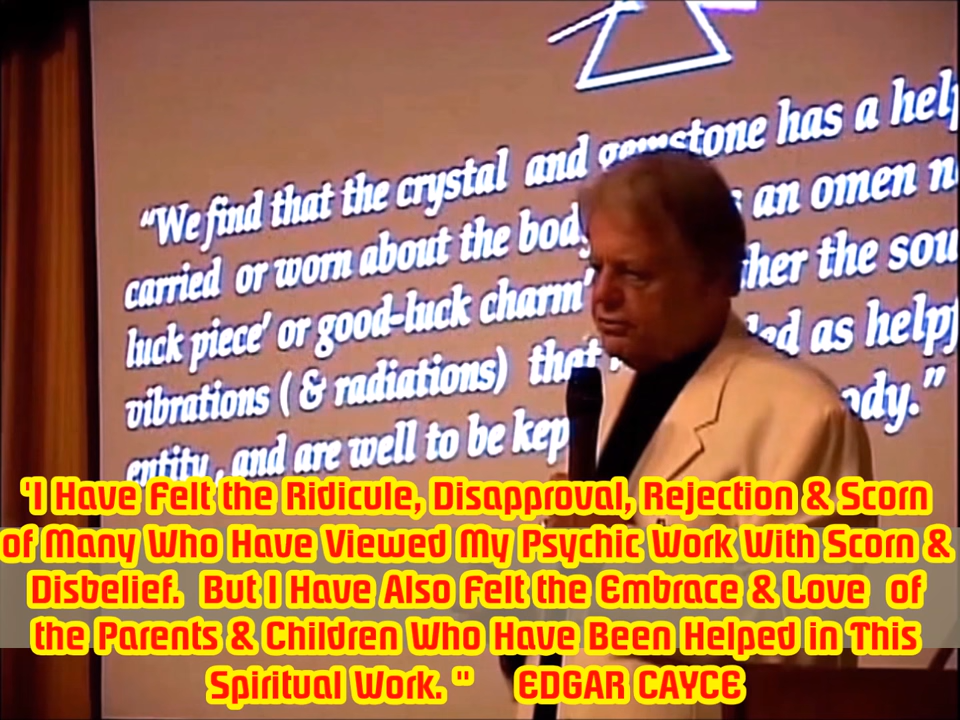 “We find that the crystal and gemstone has a help
carried or worn about the body an omen n
luck piece’ or good-luck charm’ ther the sou
vibrations ( & radiations) that ed as helpf
entity , and are well to be kep ody.”
'I Have Felt the Ridicule, Disapproval, Rejection & Scorn
of Many Who Have Viewed My Psychic Work With Scorn &
Disbelief. But I Have Also Felt the Embrace & Love of
the Parents & Children Who Have Been Helped in This
Spiritual Work. " EDGAR CAYCE